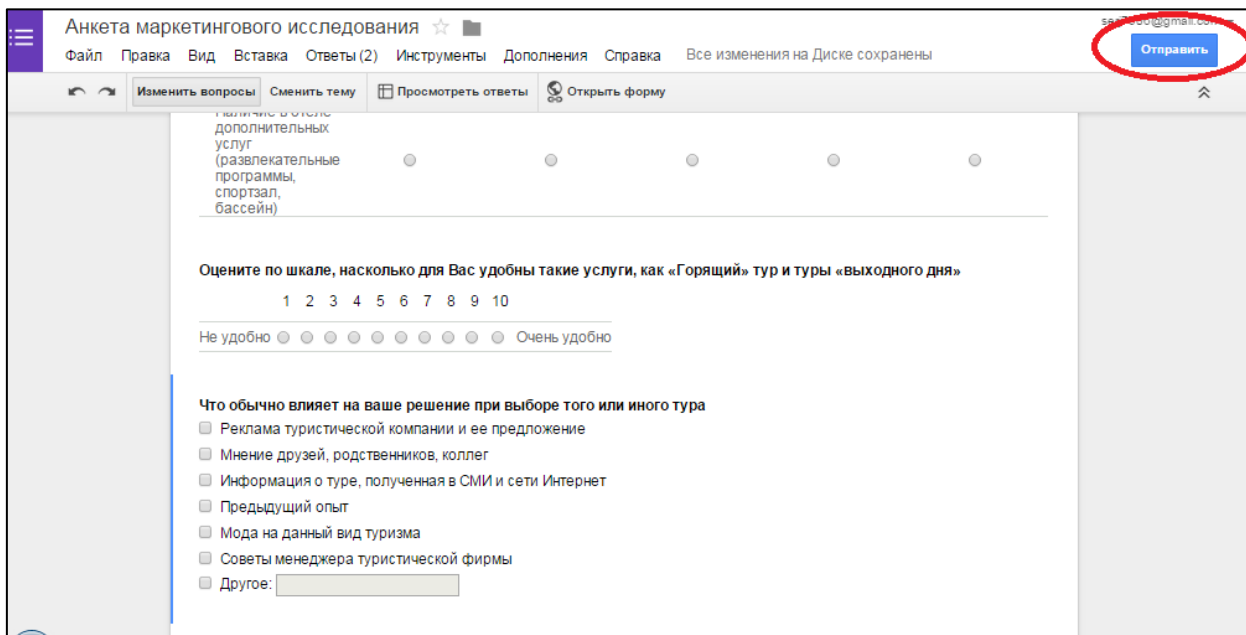 Анкета маркетингового исследования
Файл Правка Вид Вставка Ответы (2) Инструменты Дополнения Справка Все изменения на Диске сохранены
Отправить
Изменить вопросы Сменить тему Просмотреть ответы Открыть форму
Наличие в отеле
дополнительных
услуг
(развлекательные
программы,
спортзал,
бассейн)
Оцените по шкале, насколько для Вас удобны такие услуги, как «Горящий» тур и туры «выходного дня»
1 2 3 4 5 6 7 8 9 10
Не удобно Очень удобно
Что обычно влияет на ваше решение при выборе того или иного тура
Реклама туристической компании и ее предложение
Мнение друзей, родственников, коллег
Информация о туре, полученная в СМИ и сети Интернет
Предыдущий опыт
Мода на данный вид туризма
Советы менеджера туристической фирмы
Другое: